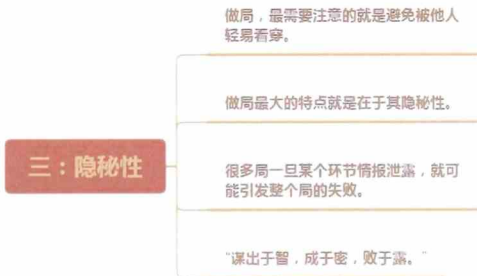 做局，最需要注意的就是避免被他人
轻易看穿。
做局最大的特点就是在于其隐秘性。
三：隐秘性
很多局一旦某个环节情报泄露，就可
能引发整个局的失败。
“谋出于智，成于密，败于露。”